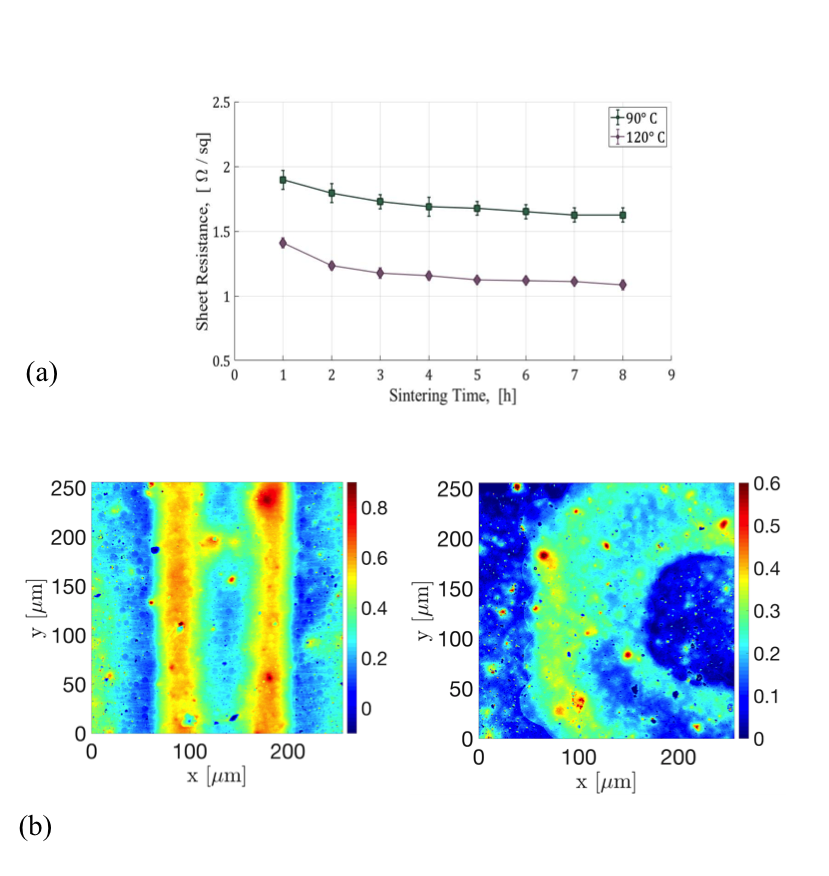 2.5
2
1.5
1
0.5
0 1 2 3 4 5 6 7 8 9
Sheet Resistance, [ Ω / sq]
Sintering Time, [h]
90° C
120° C
(a)
250
200
150
100
50
0
0 100 200
y [μm]
x [μm]
0.8
0.6
0.4
0.2
0
250
200
150
100
50
0
0 100 200
y [μm]
x [μm]
0.6
0.5
0.4
0.3
0.2
0.1
0
(b)